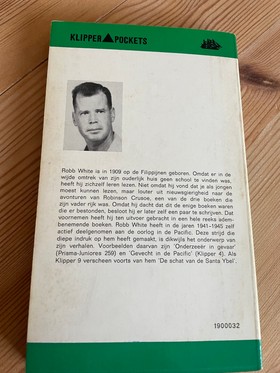 KLIPPER POCKETS
Robb White is in 1909 op de Filippijnen geboren. Omdat er in de
wijde omtrek van zijn ouderlijk huis geen school te vinden was,
heeft hij zichzelf leren lezen. Niet omdat hij vond dat je als jongen
moest kunnen lezen, maar louter uit nieuwsgierigheid naar de
avonturen van Robinson Crusoe, een van de drie boeken die
zijn vader bezat. Omdat hij dacht dat dit de enige boeken waren
die er bestonden, besloot hij er later zelf een paar te schrijven. Dat
voornemen heeft hij ten uitvoer gebracht in een hele reeks adem-
benemende boeken. Robb White heeft in de jaren 1941-1945 zelf
actief deelgenomen aan de oorlog in de Pacific. Deze strijd die
diepe indruk op hem heeft gemaakt, is dikwijls het onderwerp van
zijn verhalen. Voorbeelden daarvan zijn 'Onderzeeër in gevaar'
(Prisma-Juniores 259) en 'Gevecht in de Pacific' (Klipper 4). Als
Klipper 9 verscheen voorts van hem 'De schat van de Santa Ybel'.
1900032